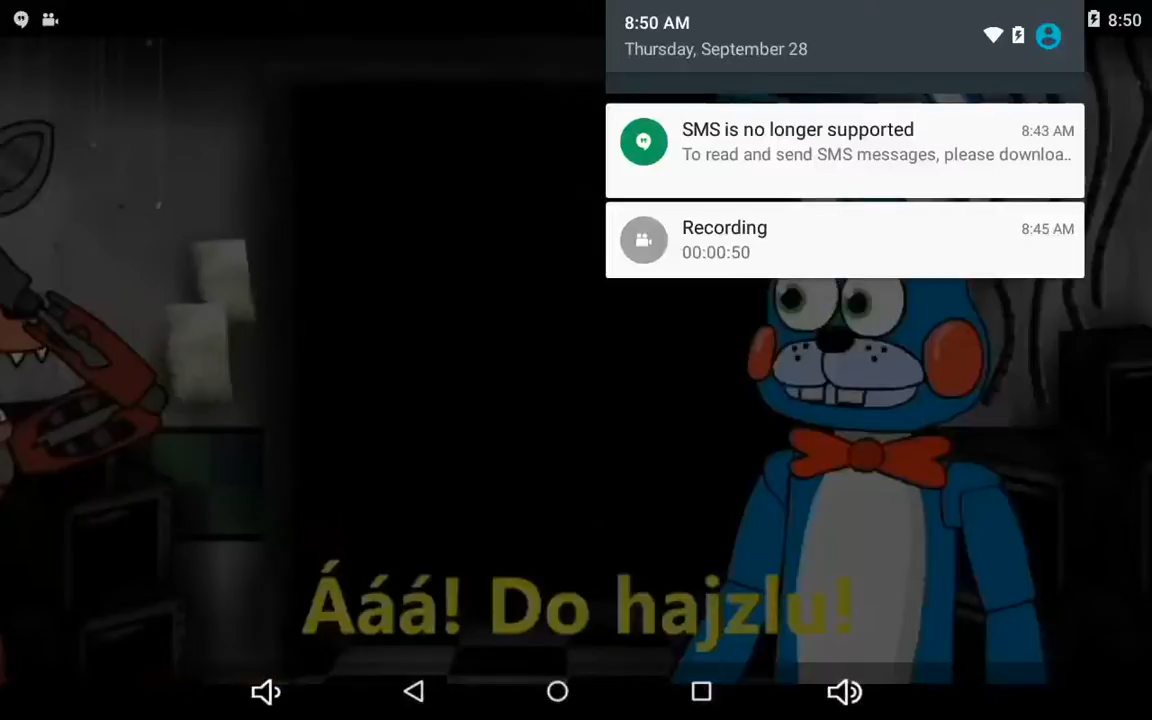 8:50
8:50 AM
Thursday, September 28
SMS is no longer supported
8:43 AM
To read and send SMS messages, please downloa..
Recording
8:45 AM
00:00:50
Ááá! Do hajzlu!